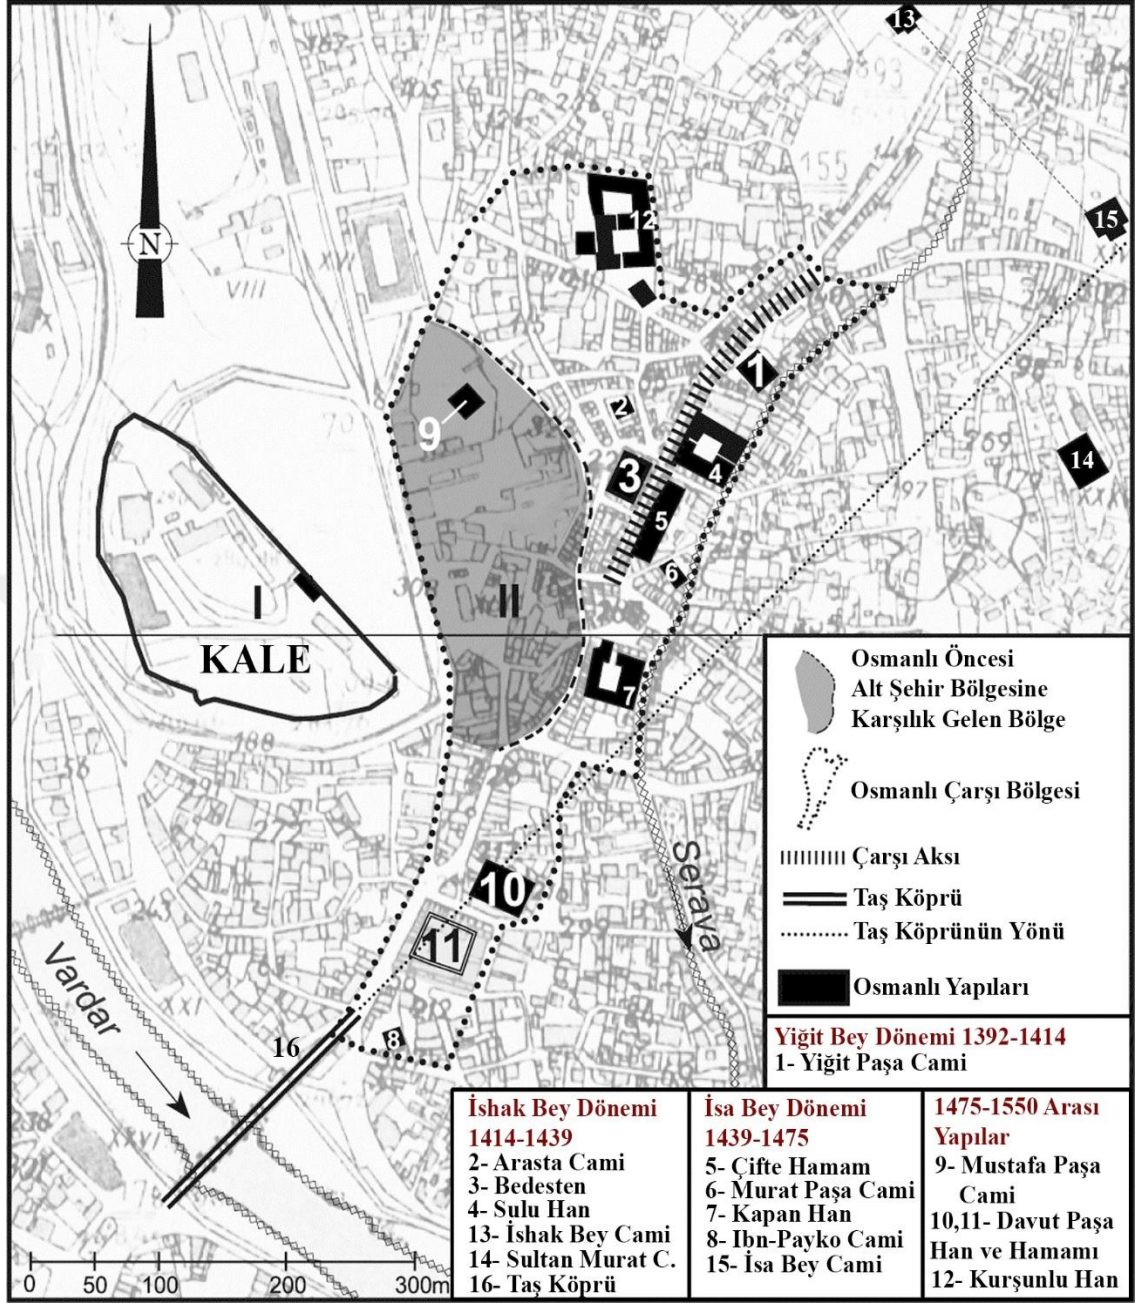 13
N
VIII
12
155
15
1
2
9
3
4
5
14
6
I
II
KALE
7
Osmanlı Öncesi
Alt Şehir Bölgesine
Karşılık Gelen Bölge
Osmanlı Çarşı Bölgesi
Çarşı Aksı
Taş Köprü
Taş Köprünün Yönü
Osmanlı Yapıları
10
11
Serava
Vardar
8
16
Yiğit Bey Dönemi 1392-1414
1- Yiğit Paşa Cami
İshak Bey Dönemi
1414-1439
2- Arasta Cami
3- Bedesten
4- Sulu Han
13- İshak Bey Cami
14- Sultan Murat C.
16- Taş Köprü
İsa Bey Dönemi
1439-1475
5- Çifte Hamam
6- Murat Paşa Cami
7- Kapan Han
8- Ibn-Payko Cami
15- İsa Bey Cami
1475-1550 Arası
Yapılar
9- Mustafa Paşa
Cami
10,11- Davut Paşa
Han ve Hamamı
12- Kurşunlu Han
0 50 100 200 300m